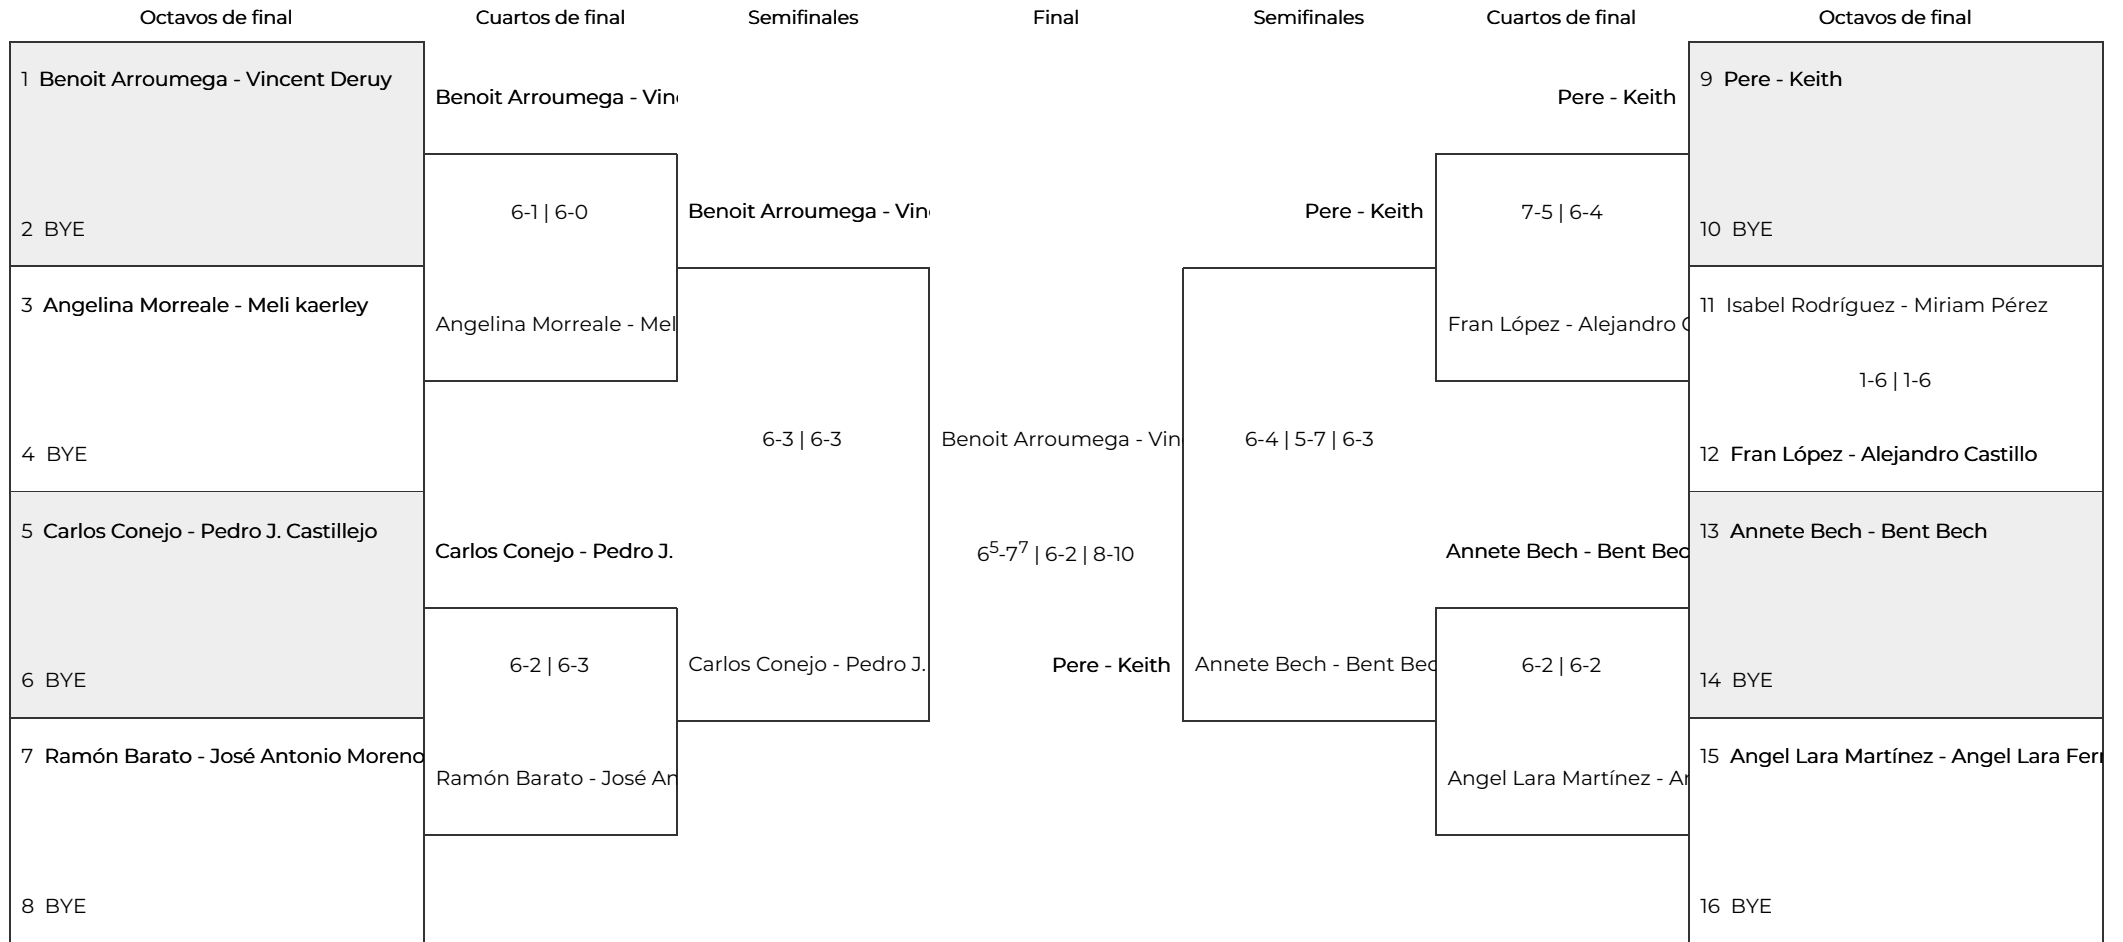 Octavos de final
Cuartos de final
Semifinales
Final
Semifinales
Cuartos de final
Octavos de final
1 Benoit Arroumega - Vincent Deruy
2 BYE
3 Angelina Morreale - Meli kaerley
4 BYE
5 Carlos Conejo - Pedro J. Castillejo
6 BYE
7 Ramón Barato - José Antonio Moreno
8 BYE
Benoit Arroumega - Vin
6-1 | 6-0
Angelina Morreale - Mel
Carlos Conejo - Pedro J.
6-2 | 6-3
Ramón Barato - José An
Benoit Arroumega - Vin
6-3 | 6-3
Carlos Conejo - Pedro J.
Benoit Arroumega - Vin
6⁵-7⁷ | 6-2 | 8-10
Pere - Keith
Pere - Keith
6-4 | 5-7 | 6-3
Annete Bech - Bent Bec
Pere - Keith
7-5 | 6-4
Fran López - Alejandro C
Annete Bech - Bent Bec
6-2 | 6-2
Angel Lara Martínez - An
9 Pere - Keith
10 BYE
11 Isabel Rodríguez - Miriam Pérez
1-6 | 1-6
12 Fran López - Alejandro Castillo
13 Annete Bech - Bent Bech
14 BYE
15 Angel Lara Martínez - Angel Lara Fer
16 BYE